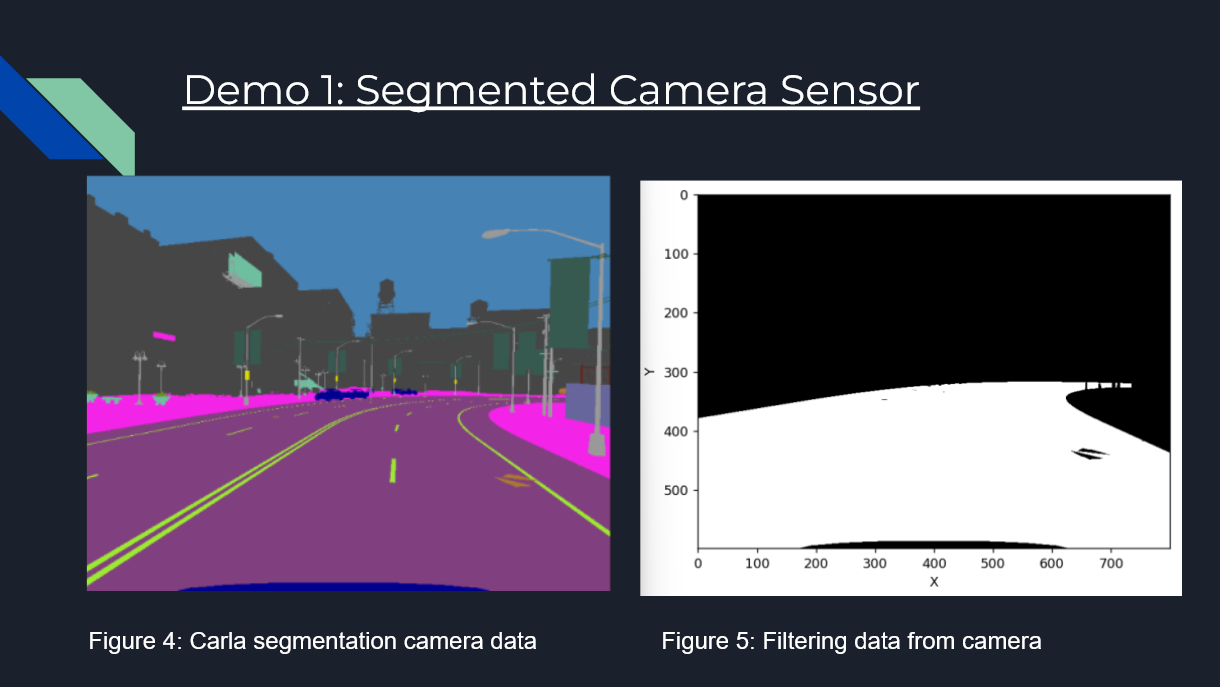 Demo 1: Segmented Camera Sensor
0
100
200
300
400
500
Y
0 100 200 300 400 500 600 700
X
Figure 4: Carla segmentation camera data
Figure 5: Filtering data from camera